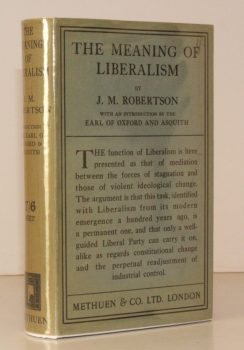 THE
MEANING
OF
LIBERALISM
J. M.
ROBERTSON
OXFORD &
ASQUITH
NET
METHUEN
THE MEANING OF
LIBERALISM
BY
J. M. ROBERTSON
WITH AN INTRODUCTION BY THE
EARL OF OXFORD AND ASQUITH
THE function of Liberalism is here
presented as that of mediation
between the forces of stagnation and
those of violent ideological change.
The argument is that this task, identified
with Liberalism from its modern
emergence a hundred years ago, is
a permanent one, and that only a well-
guided Liberal Party can carry it on,
alike as regards constitutional change
and the perpetual readjustment of
industrial control.
METHUEN & CO. LTD. LONDON